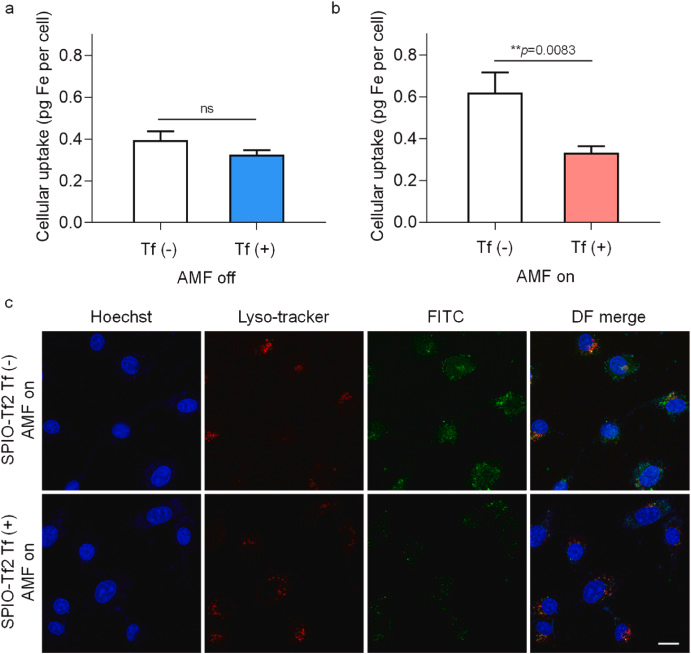 a
Cellular uptake (pg Fe per cell)
0.8
0.6
0.4
0.2
0.0
ns
Tf (-)
Tf (+)
AMF off
b
Cellular uptake (pg Fe per cell)
0.8
0.6
0.4
0.2
0.0
**p=0.0083
Tf (-)
Tf (+)
AMF on
c
Hoechst
Lyso-tracker
FITC
DF merge
SPIO-Tf2 Tf (-)
AMF on
SPIO-Tf2 Tf (+)
AMF on